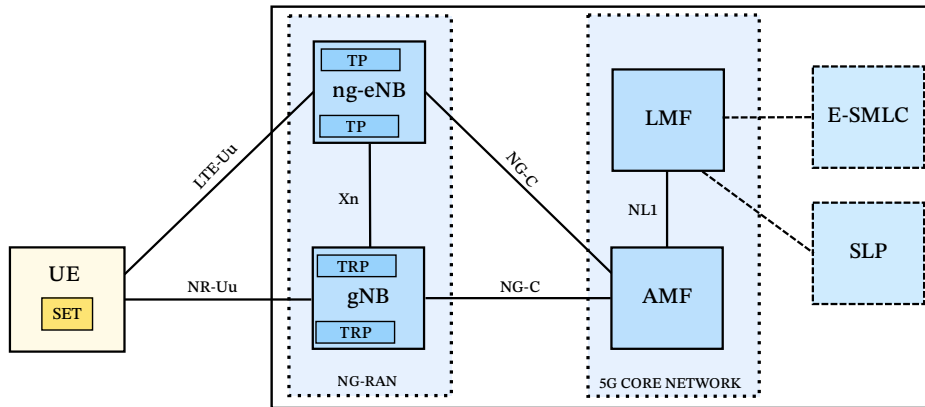 TP
ng-eNB
TP
LTE-Uu
NG-C
Xn
UE
SET
NR-Uu
TRP
gNB
TRP
NG-C
NG-RAN
LMF
NL1
AMF
5G CORE NETWORK
E-SMLC
SLP